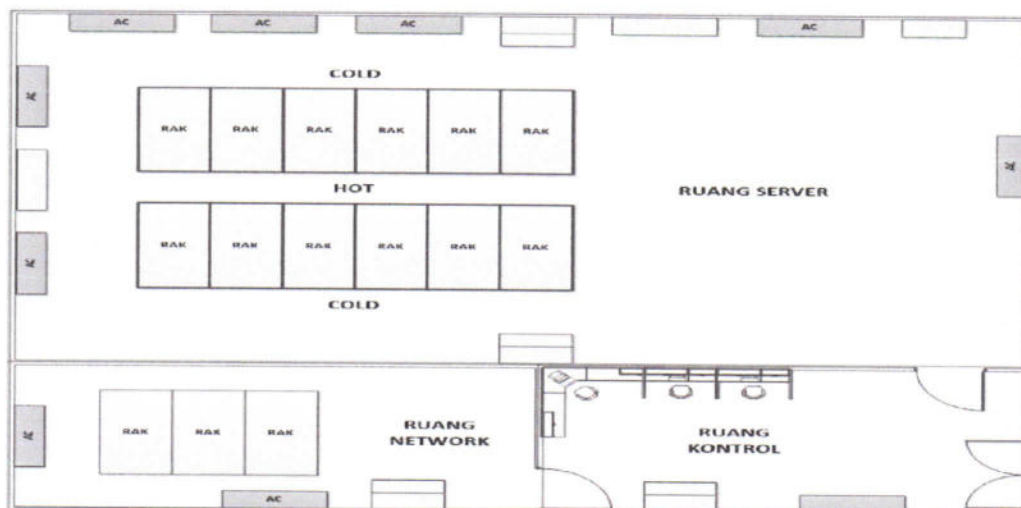 AC
AC
AC
AC
COLD
AC
RAK RAK RAK RAK RAK RAK
AC
HOT
RUANG SERVER
RAK RAK RAK RAK RAK RAK
AC
COLD
RAK RAK RAK
AC
RUANG
NETWORK
RUANG
KONTROL
AC